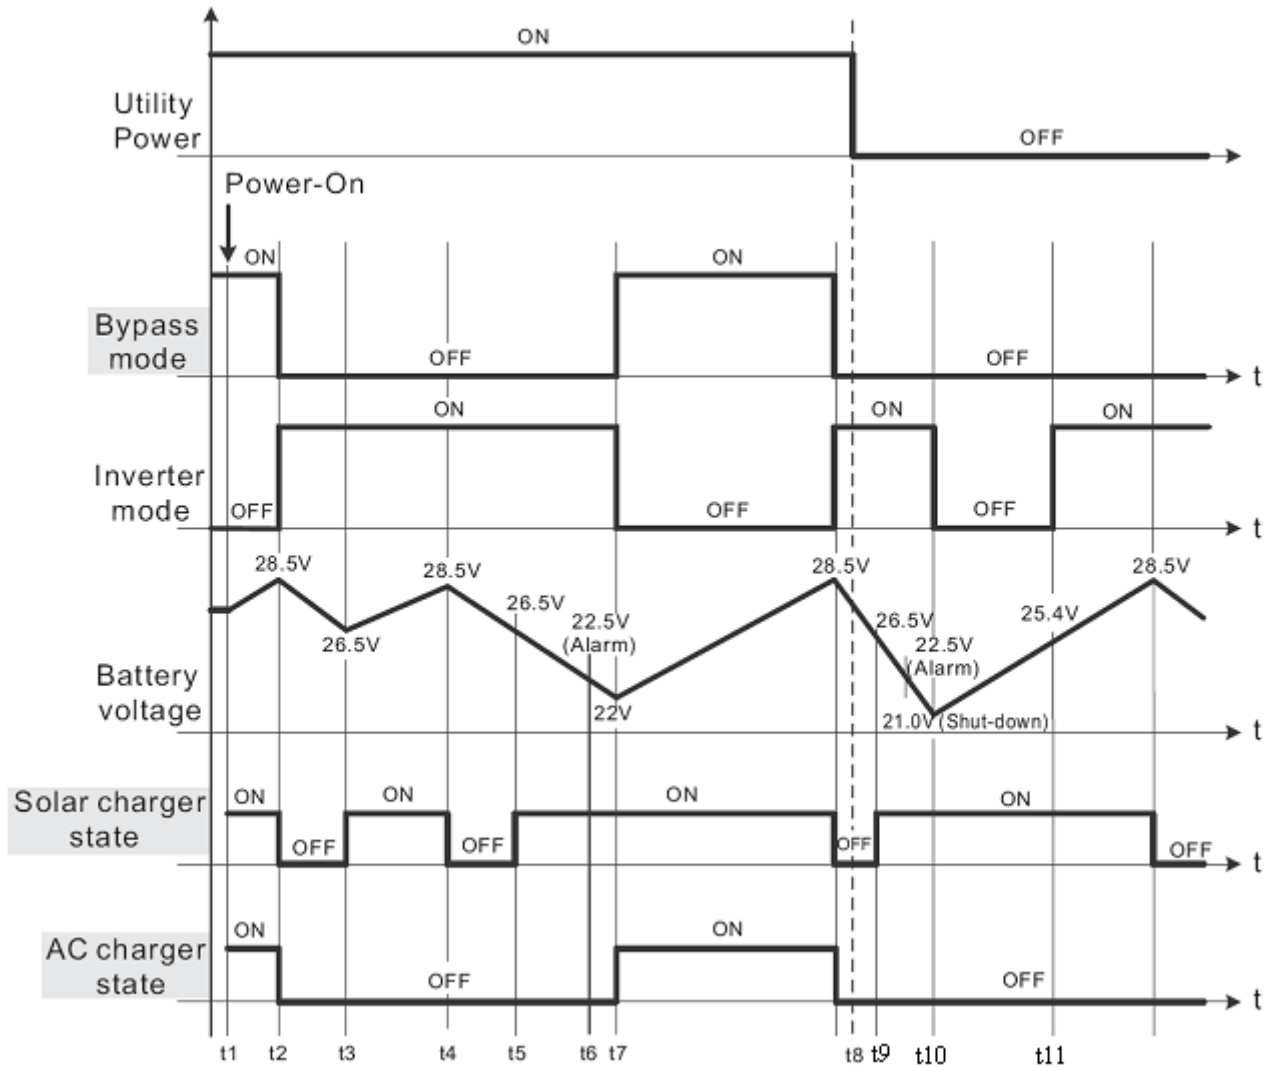 ON
Utility
Power
OFF
Power-On
ON
ON
Bypass
mode
OFF
OFF
t
ON
ON
ON
Inverter
mode
OFF
OFF
OFF
t
28.5V
28.5V
28.5V
28.5V
26.5V
22.5V
(Alarm)
26.5V
25.4V
26.5V
22.5V
(Alarm)
Battery
voltage
22V
21.0V (Shut-down)
t
Solar charger
state
ON
ON
ON
ON
OFF
OFF
OFF
OFF
t
AC charger
state
ON
ON
OFF
OFF
t
t1 t2 t3 t4 t5 t6 t7 t8 t9 t10 t11